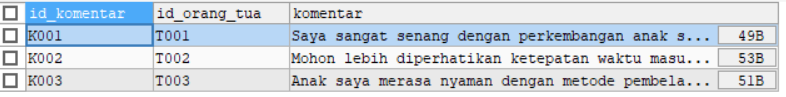 id_komentar id_orang_tua komentar
K001 T001 Saya sangat senang dengan perkembangan anak s... 49B
K002 T002 Mohon lebih diperhatikan ketepatan waktu masu... 53B
K003 T003 Anak saya merasa nyaman dengan metode pembela... 51B